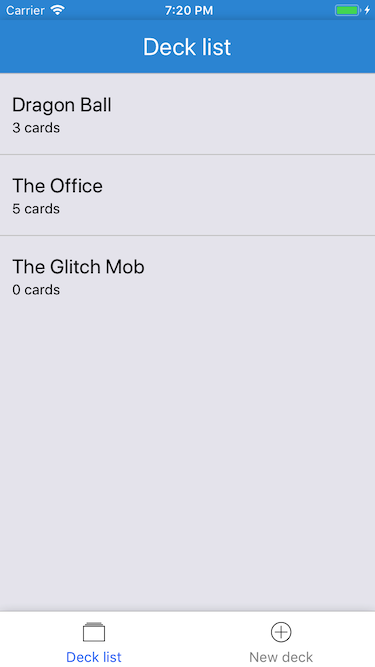 Carrier 7:20 PM
Deck list
Dragon Ball
3 cards
The Office
5 cards
The Glitch Mob
0 cards
Deck list New deck